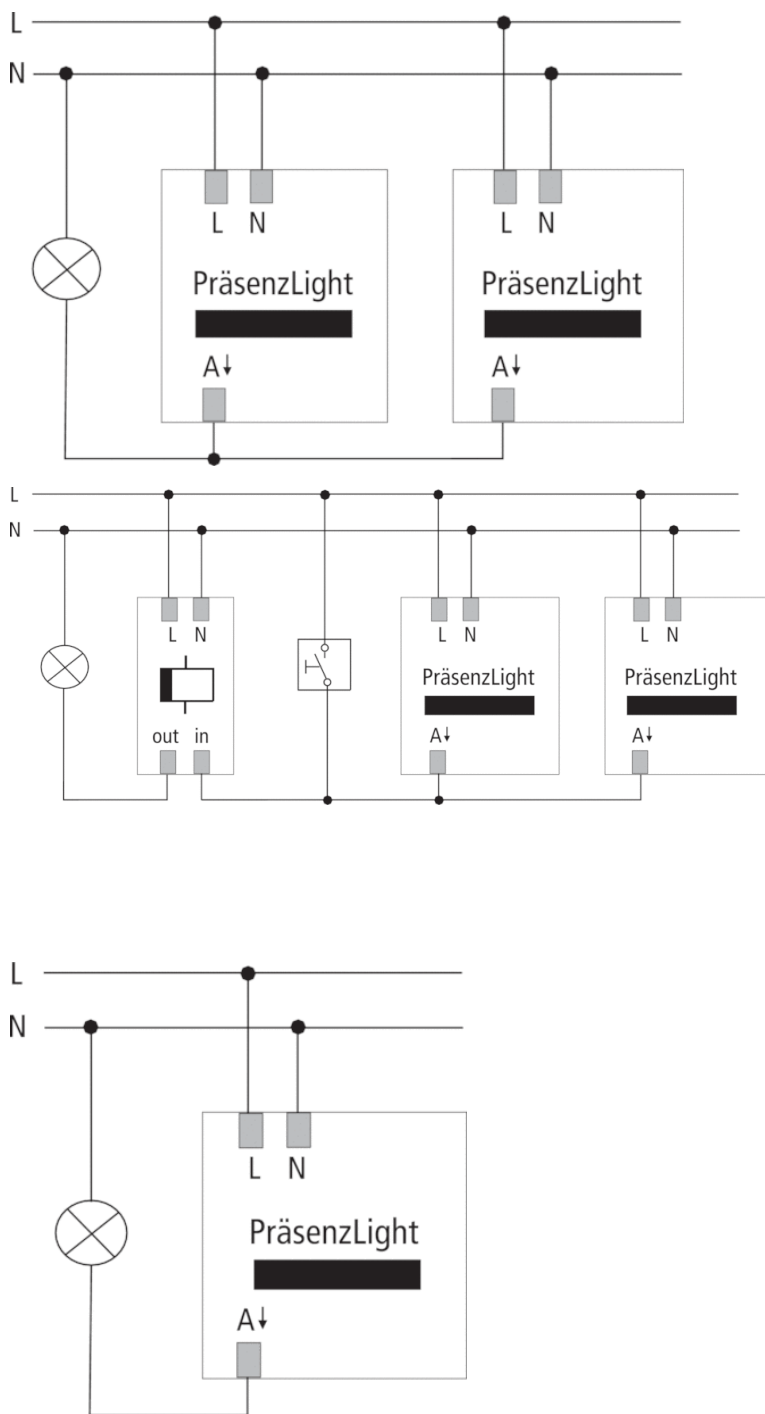 L
N
L N L N
PräsenzLight PräsenzLight
A↓ A↓
L
N
L N L N L N
PräsenzLight PräsenzLight
out in A↓ A↓
L
N
L N
PräsenzLight
A↓